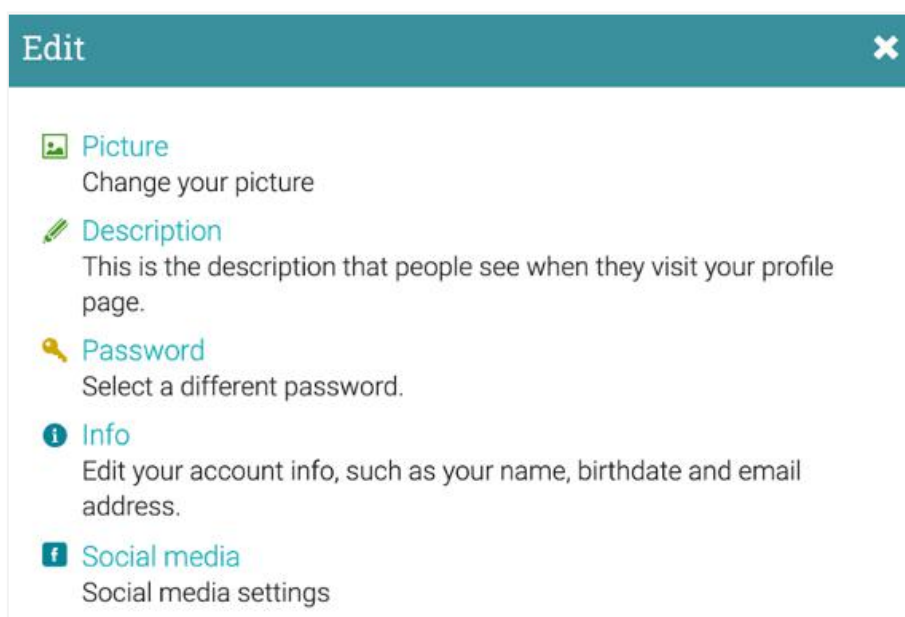 Edit
Picture
Change your picture
Description
This is the description that people see when they visit your profile
page.
Password
Select a different password.
Info
Edit your account info, such as your name, birthdate and email
address.
Social media
Social media settings